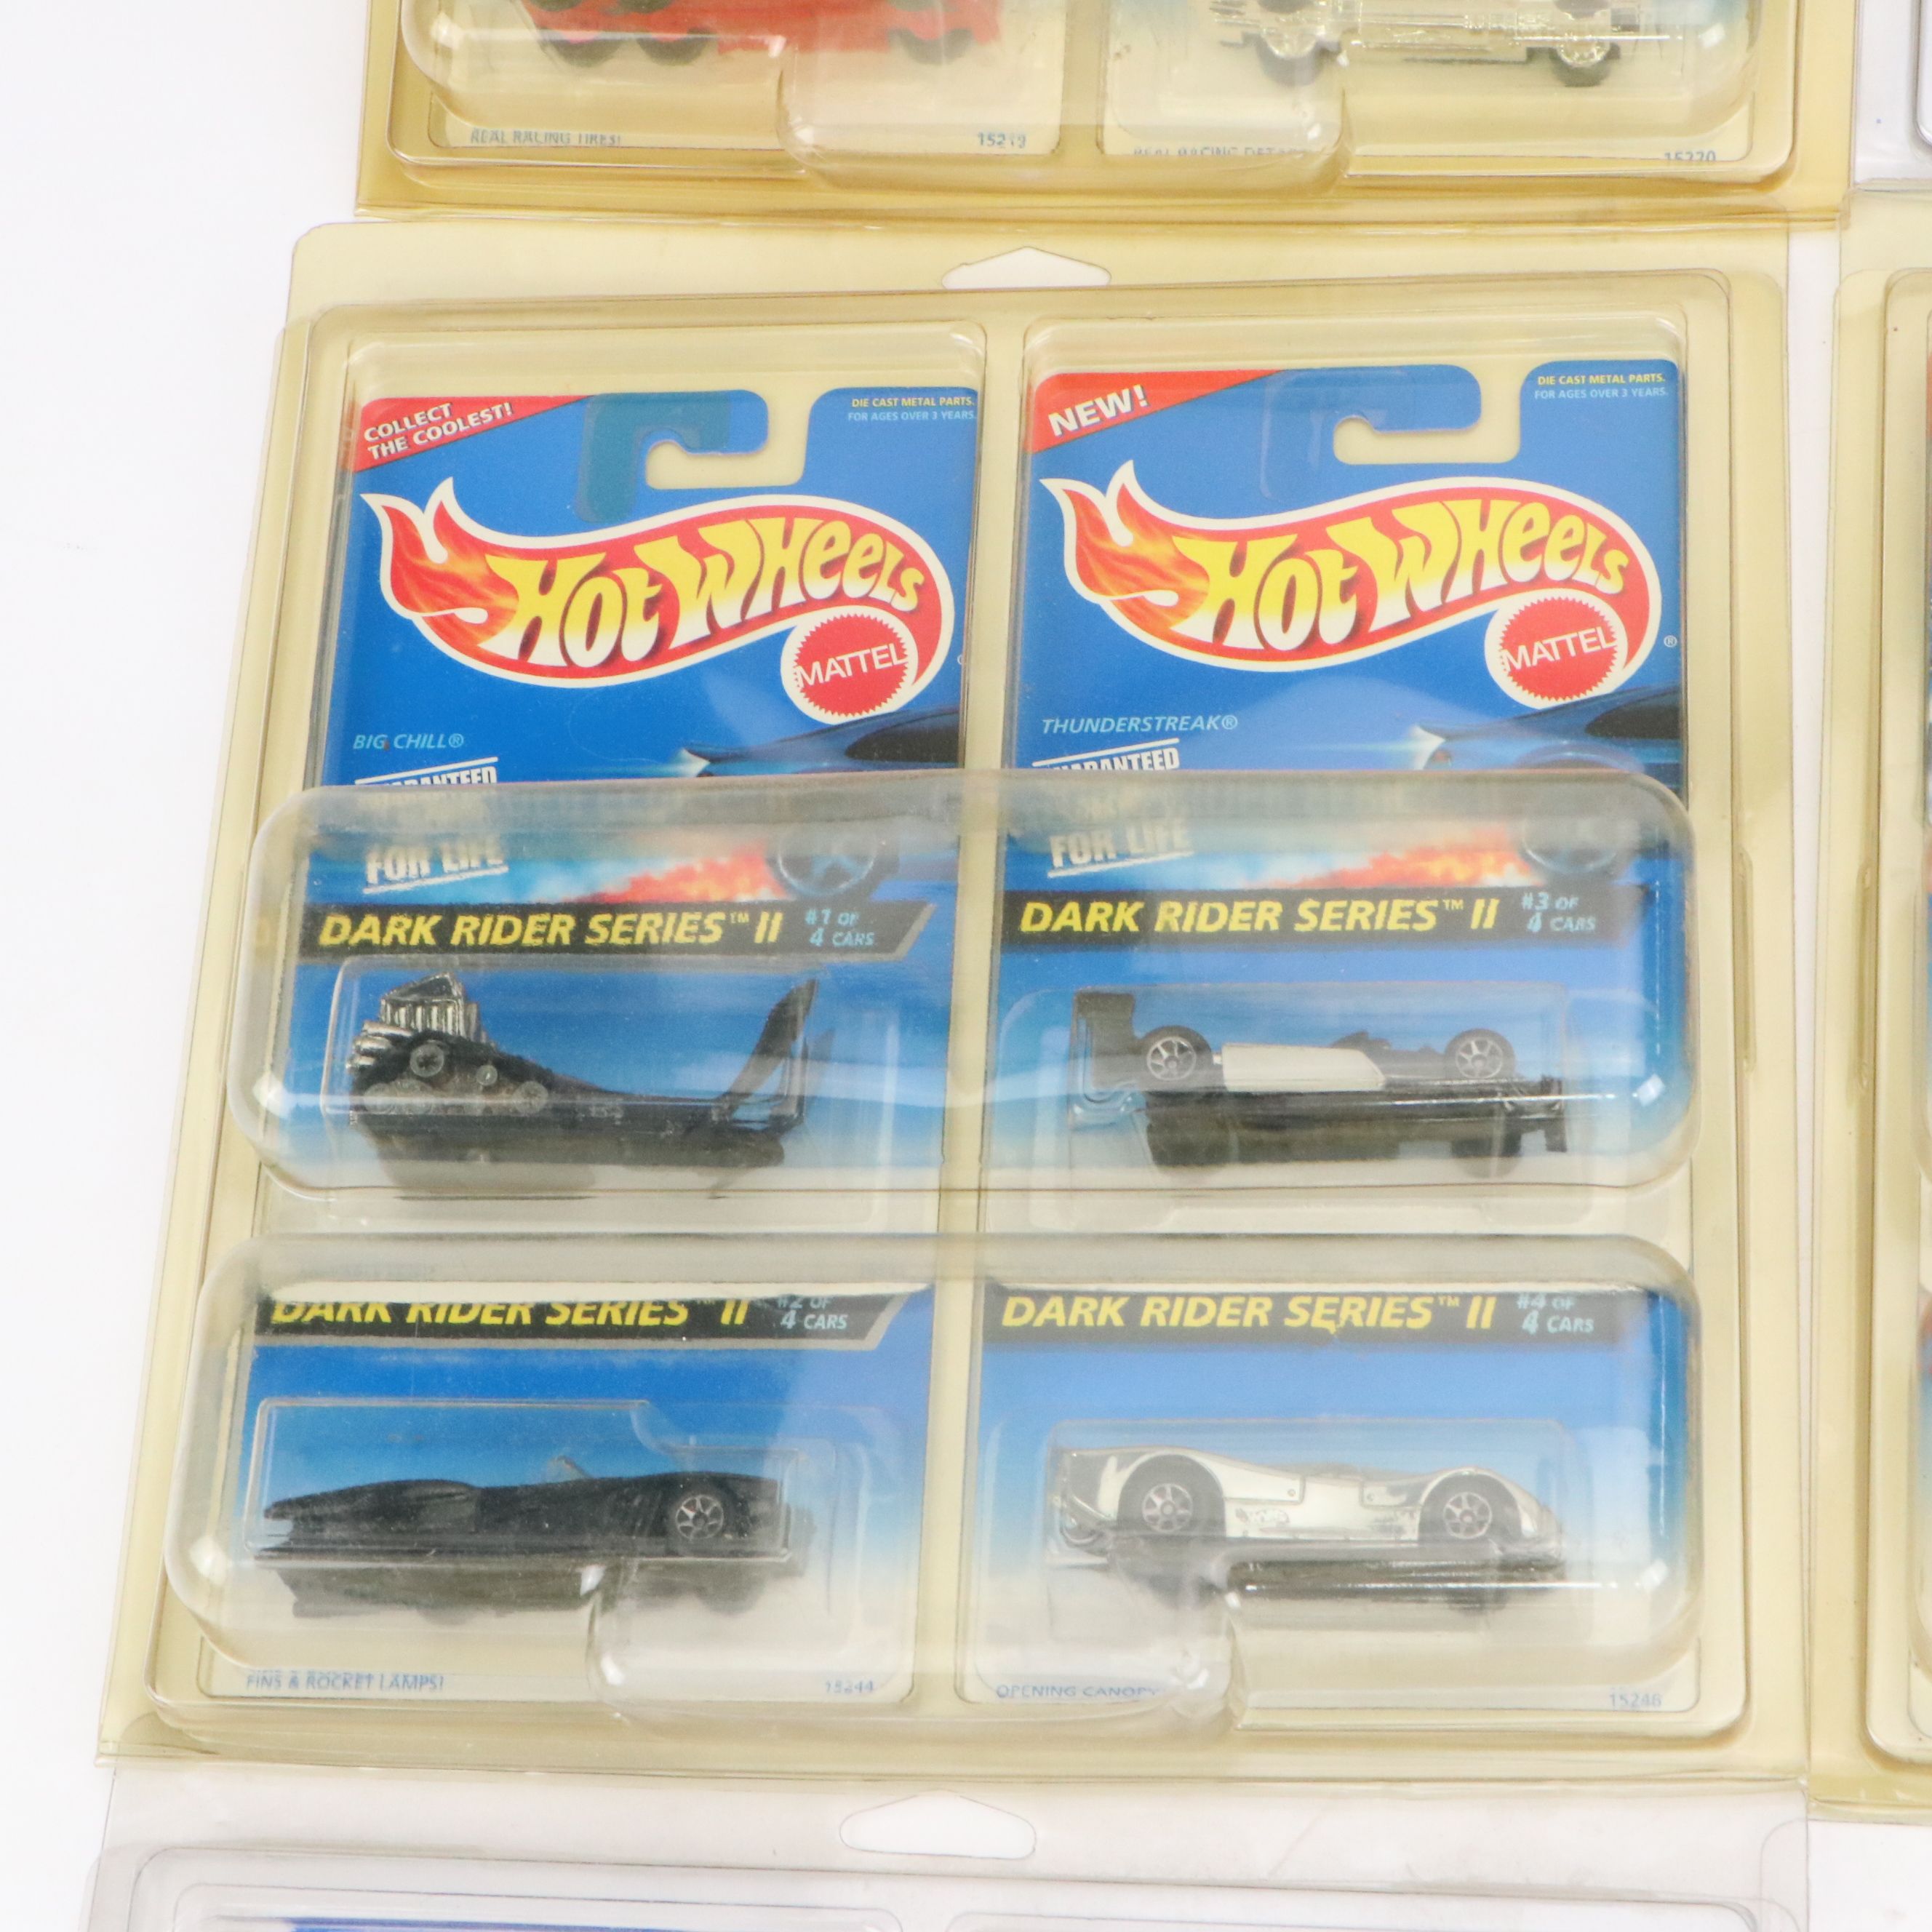 REAL RACING TIRES!
15219
REAL RACING
15220
COLLECT
THE COOLEST!
DIE CAST METAL PARTS.
FOR AGES OVER 3 YEARS.
HOT WHEELS
MATTEL
BIG CHILL®
GUARANTEED
FOR LIFE
DARK RIDER SERIES™ II
#1 OF
4 CARS
NEW!
DIE CAST METAL PARTS.
FOR AGES OVER 3 YEARS.
HOT WHEELS
MATTEL
®
THUNDERSTREAK®
GUARANTEED
FOR LIFE
DARK RIDER SERIES™ II
#3 OF
4 CARS
DARK RIDER SERIES™ II
#2 OF
4 CARS
FINS & ROCKET LAMPS!
15244
DARK RIDER SERIES™ II
#4 OF
4 CARS
OPENING CANOPY
15246